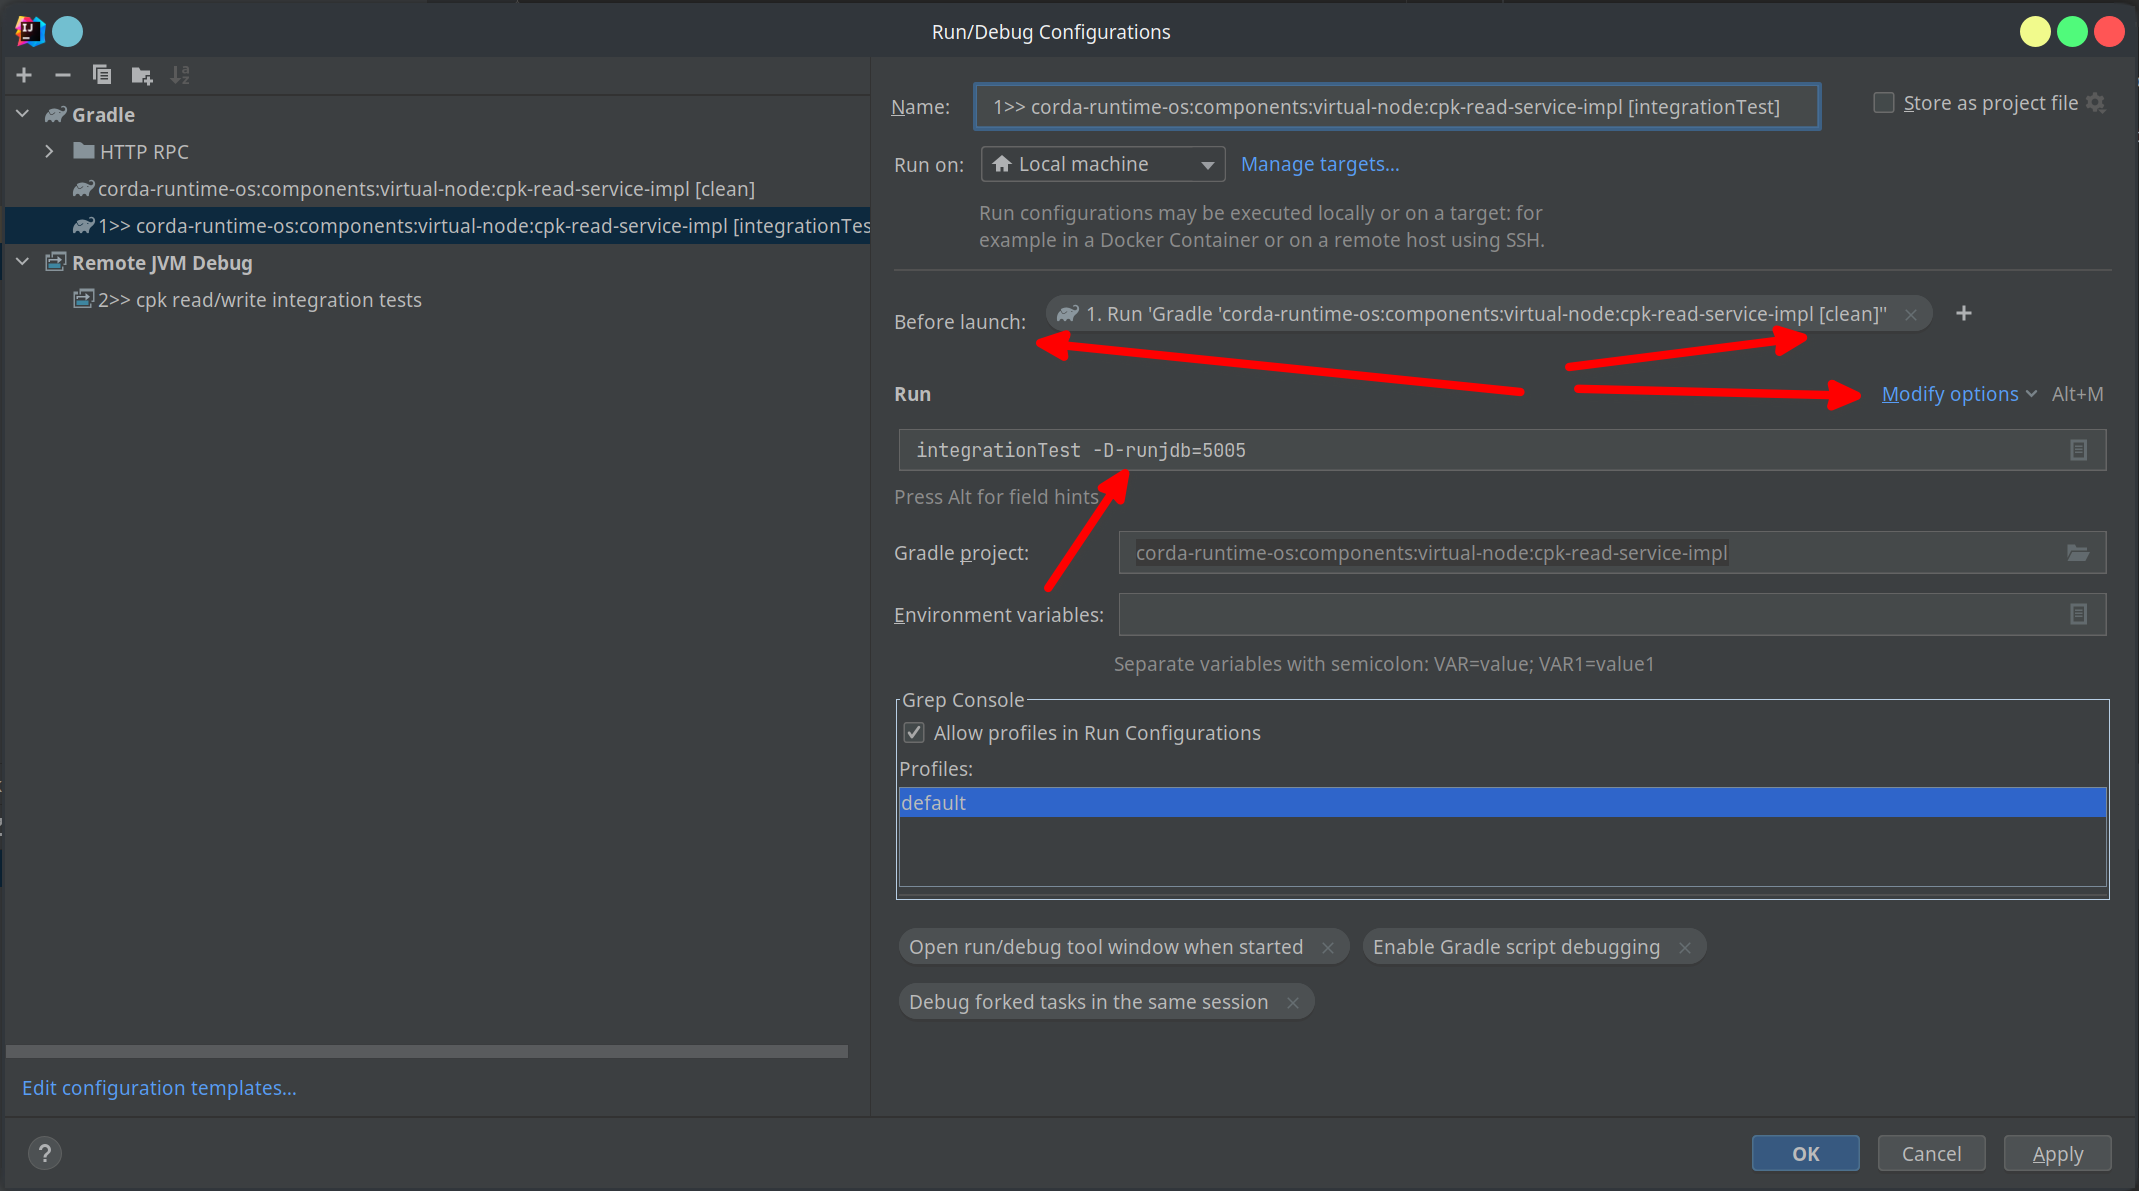 Run/Debug Configurations
Gradle
HTTP RPC
corda-runtime-os:components:virtual-node:cpk-read-service-impl [clean]
1>> corda-runtime-os:components:virtual-node:cpk-read-service-impl [integrationTes
Remote JVM Debug
2>> cpk read/write integration tests
Edit configuration templates...
Name: 1>> corda-runtime-os:components:virtual-node:cpk-read-service-impl [integrationTest]
Store as project file
Run on: Local machine Manage targets...
Run configurations may be executed locally or on a target: for
example in a Docker Container or on a remote host using SSH.
Before launch: 1. Run 'Gradle 'corda-runtime-os:components:virtual-node:cpk-read-service-impl [clean]''
Run Modify options Alt+M
integrationTest -D-runjdb=5005
Press Alt for field hints
Gradle project: corda-runtime-os:components:virtual-node:cpk-read-service-impl
Environment variables:
Separate variables with semicolon: VAR=value; VAR1=value1
Grep Console
Allow profiles in Run Configurations
Profiles:
default
Open run/debug tool window when started Enable Gradle script debugging
Debug forked tasks in the same session
? OK Cancel Apply